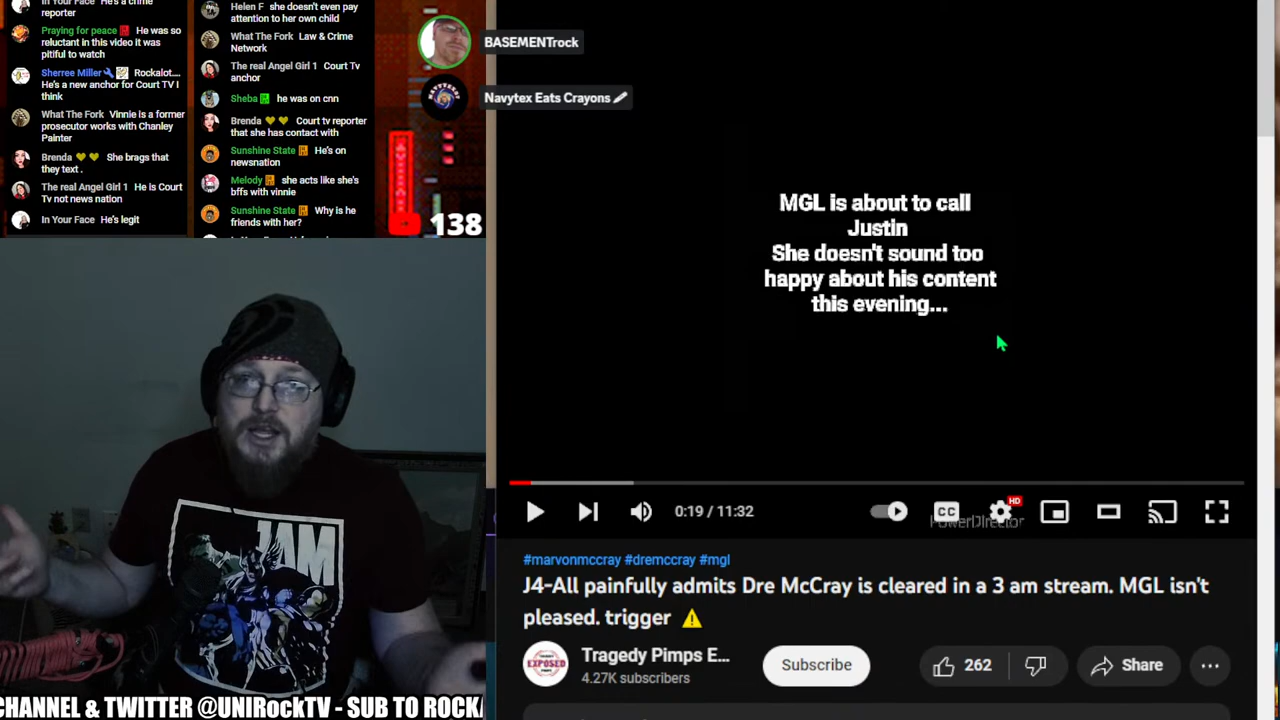 In Your Face He's a crime
reporter
Praying for peace He was so
reluctant in this video it was
pitiful to watch
Sherree Miller Rockalot....
He's a new anchor for Court TV I
think
What The Fork Vinnie is a former
prosecutor works with Chanley
Painter
Brenda 💛💛 She brags that
they text .
The real Angel Girl 1 He is Court
Tv not news nation
In Your Face He's legit
Helen F she doesn't even pay
attention to her own child
What The Fork Law & Crime
Network
The real Angel Girl 1 Court Tv
anchor
Sheba he was on cnn
Brenda 💛💛 Court tv reporter
that she has contact with
Sunshine State He's on
newsnation
Melody she acts like she's
bffs with vinnie
Sunshine State Why is he
friends with her?
138
BASEMENTrock
Navytex Eats Crayons
MGL is about to call
Justin
She doesn't sound too
happy about his content
this evening...
0:19 / 11:32
CC
HD
PowerDirector
#marvonmccray #dremccray #mgl
J4-All painfully admits Dre McCray is cleared in a 3 am stream. MGL isn't
pleased. trigger ⚠
EXPOSED
Tragedy Pimps E...
4.27K subscribers
Subscribe
262
Share
JAM
CHANNEL & TWITTER @UNIRockTV - SUB TO ROCKA